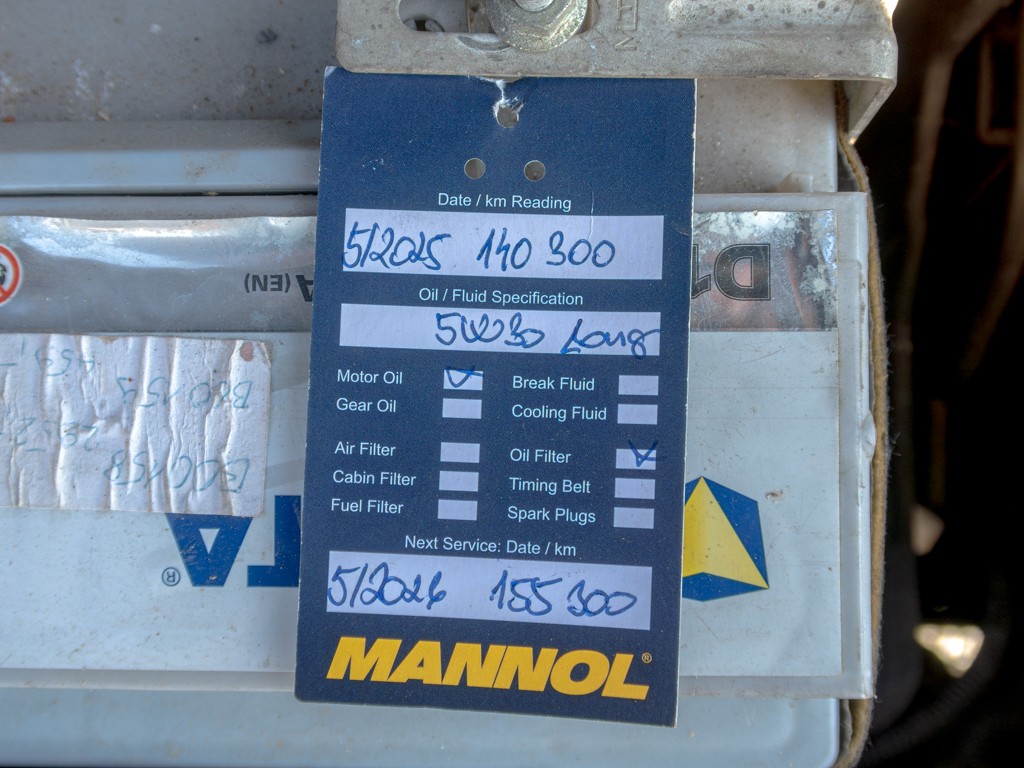 Date / km Reading
5/2025 140 300
Oil / Fluid Specification
5W30 Long
Motor Oil
Break Fluid
Gear Oil
Cooling Fluid
Air Filter
Oil Filter
Cabin Filter
Timing Belt
Fuel Filter
Spark Plugs
Next Service: Date / km
5/2026 155 300
MANNOL®
(EN)
TA
®